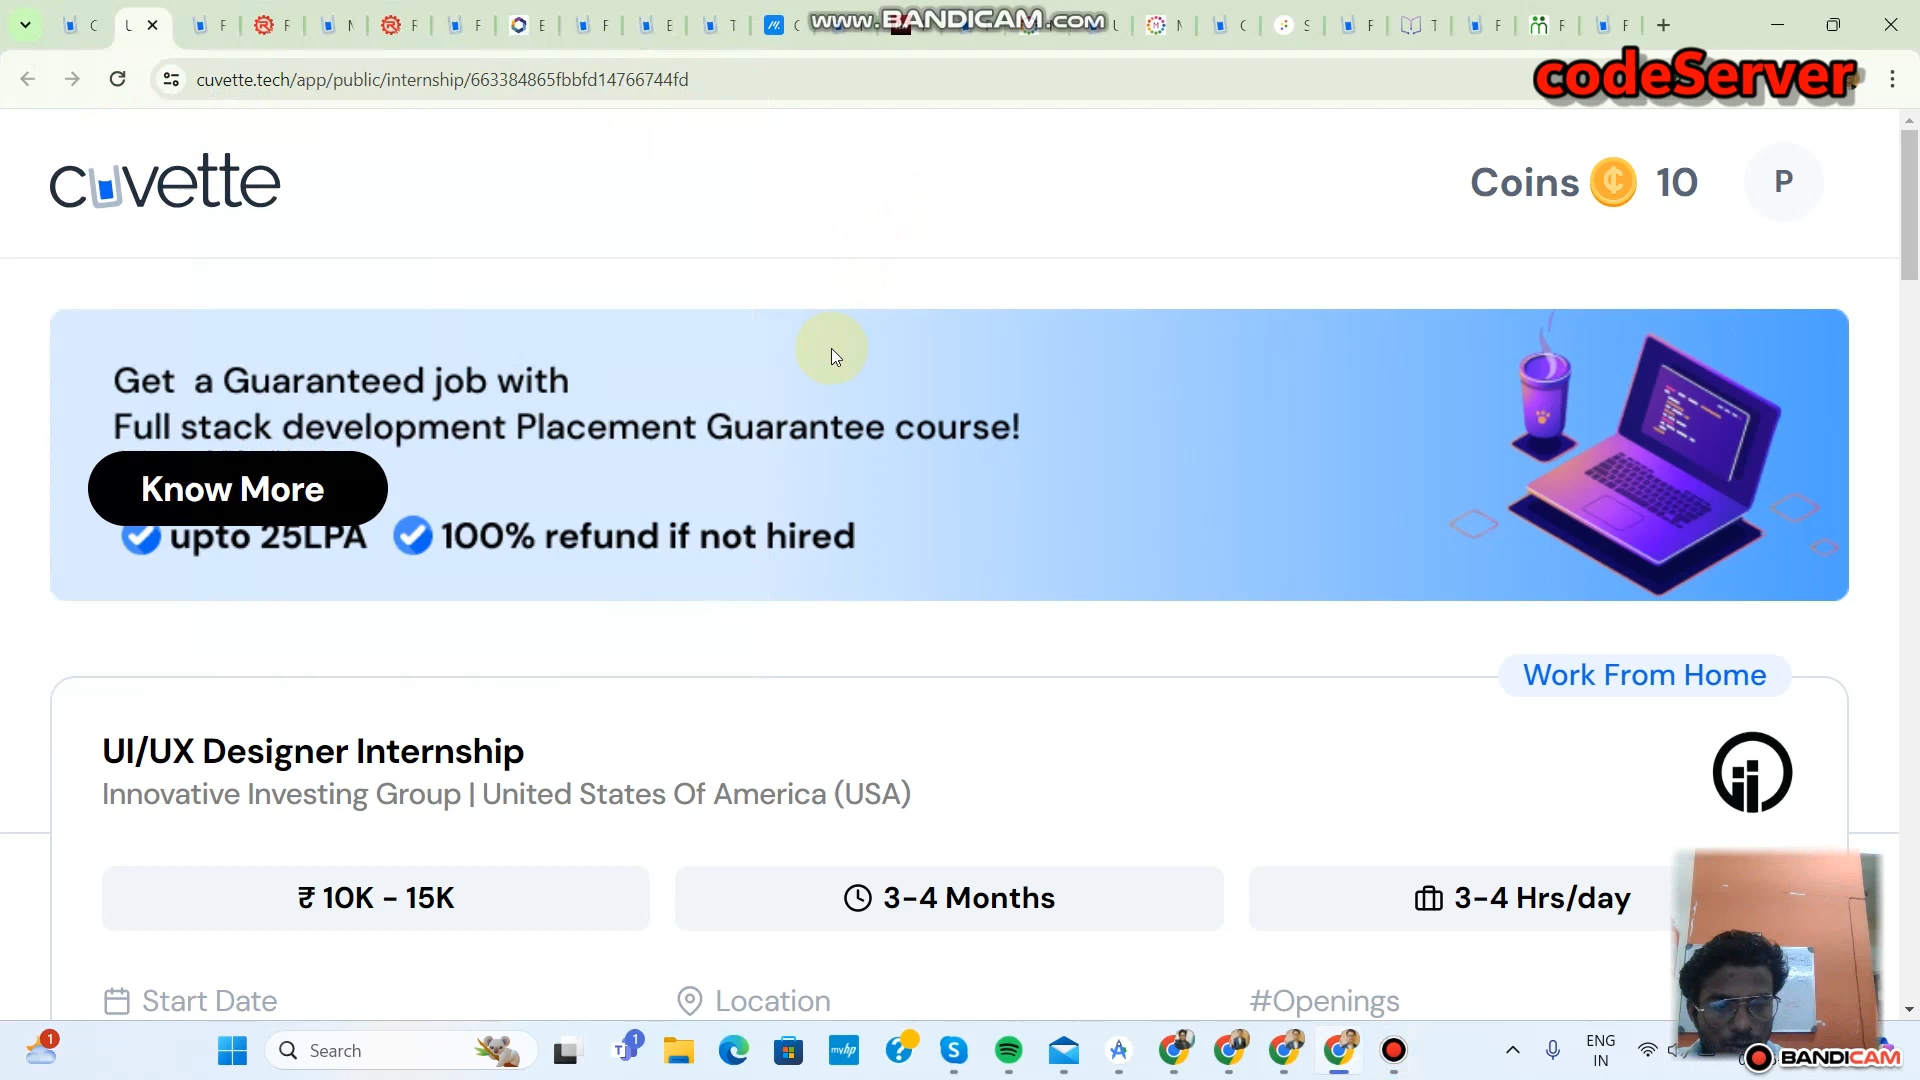 www.BANDICAM.com
cuvette.tech/app/public/internship/663384865fbbfd14766744fd
codeServer
cuvette
Coins 10
P
Get a Guaranteed job with
Full stack development Placement Guarantee course!
Know More
upto 25LPA 100% refund if not hired
Work From Home
UI/UX Designer Internship
Innovative Investing Group | United States Of America (USA)
₹ 10K - 15K
3-4 Months
3-4 Hrs/day
Start Date
Location
#Openings
1
Search
1
myhp
ENG
IN
BANDICAM